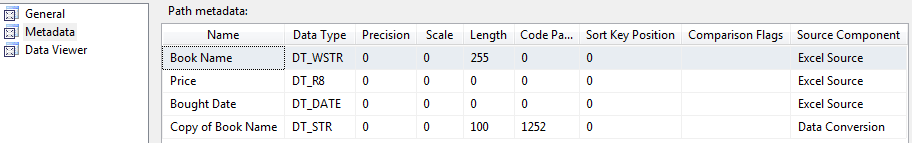 General
Metadata
Data Viewer
Path metadata:
Name Data Type Precision Scale Length Code Pa... Sort Key Position Comparison Flags Source Component
Book Name DT_WSTR 0 0 255 0 0 Excel Source
Price DT_R8 0 0 0 0 0 Excel Source
Bought Date DT_DATE 0 0 0 0 0 Excel Source
Copy of Book Name DT_STR 0 0 100 1252 0 Data Conversion